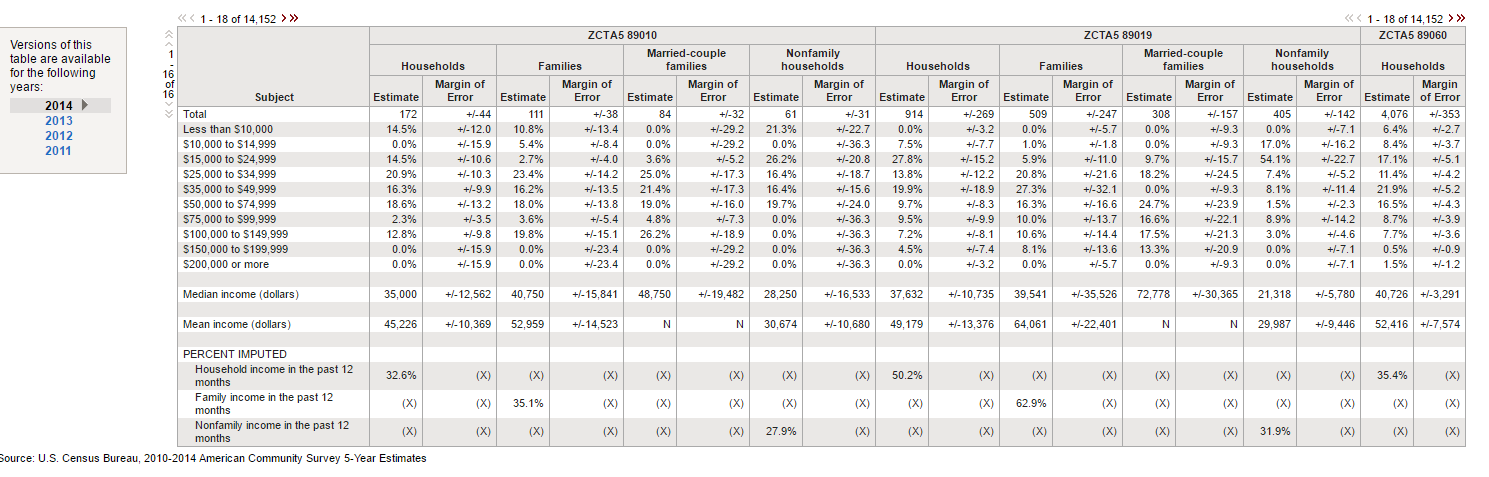 1 - 18 of 14,152
1 - 18 of 14,152
Versions of this
table are available
for the following
years:
2014
2013
2012
2011
1
-
16
of
16
ZCTA5 89010 ZCTA5 89019 ZCTA5 89060
Households Families Married-couple families Nonfamily households Households Families Married-couple families Nonfamily households Households
Subject Estimate Margin of Error Estimate Margin of Error Estimate Margin of Error Estimate Margin of Error Estimate Margin of Error Estimate Margin of Error Estimate Margin of Error Estimate Margin of Error Estimate Margin of Error
Total 172 +/-44 111 +/-38 84 +/-32 61 +/-31 914 +/-269 509 +/-247 308 +/-157 405 +/-142 4,076 +/-353
Less than $10,000 14.5% +/-12.0 10.8% +/-13.4 0.0% +/-29.2 21.3% +/-22.7 0.0% +/-3.2 0.0% +/-5.7 0.0% +/-9.3 0.0% +/-7.1 6.4% +/-2.7
$10,000 to $14,999 0.0% +/-15.9 5.4% +/-8.4 0.0% +/-29.2 0.0% +/-36.3 7.5% +/-7.7 1.0% +/-1.8 0.0% +/-9.3 17.0% +/-16.2 8.4% +/-3.7
$15,000 to $24,999 14.5% +/-10.6 2.7% +/-4.0 3.6% +/-5.2 26.2% +/-20.8 27.8% +/-15.2 5.9% +/-11.0 9.7% +/-15.7 54.1% +/-22.7 17.1% +/-5.1
$25,000 to $34,999 20.9% +/-10.3 23.4% +/-14.2 25.0% +/-17.3 16.4% +/-18.7 13.8% +/-12.2 20.8% +/-21.6 18.2% +/-24.5 7.4% +/-5.2 11.4% +/-4.2
$35,000 to $49,999 16.3% +/-9.9 16.2% +/-13.5 21.4% +/-17.3 16.4% +/-15.6 19.9% +/-18.9 27.3% +/-32.1 0.0% +/-9.3 8.1% +/-11.4 21.9% +/-5.2
$50,000 to $74,999 18.6% +/-13.2 18.0% +/-13.8 19.0% +/-16.0 19.7% +/-24.0 9.7% +/-8.3 16.3% +/-16.6 24.7% +/-23.9 1.5% +/-2.3 16.5% +/-4.3
$75,000 to $99,999 2.3% +/-3.5 3.6% +/-5.4 4.8% +/-7.3 0.0% +/-36.3 9.5% +/-9.9 10.0% +/-13.7 16.6% +/-22.1 8.9% +/-14.2 8.7% +/-3.9
$100,000 to $149,999 12.8% +/-9.8 19.8% +/-15.1 26.2% +/-18.9 0.0% +/-36.3 7.2% +/-8.1 10.6% +/-14.4 17.5% +/-21.3 3.0% +/-4.6 7.7% +/-3.6
$150,000 to $199,999 0.0% +/-15.9 0.0% +/-23.4 0.0% +/-29.2 0.0% +/-36.3 4.5% +/-7.4 8.1% +/-13.6 13.3% +/-20.9 0.0% +/-7.1 0.5% +/-0.9
$200,000 or more 0.0% +/-15.9 0.0% +/-23.4 0.0% +/-29.2 0.0% +/-36.3 0.0% +/-3.2 0.0% +/-5.7 0.0% +/-9.3 0.0% +/-7.1 1.5% +/-1.2
Median income (dollars) 35,000 +/-12,562 40,750 +/-15,841 48,750 +/-19,482 28,250 +/-16,533 37,632 +/-10,735 39,541 +/-35,526 72,778 +/-30,365 21,318 +/-5,780 40,726 +/-3,291
Mean income (dollars) 45,226 +/-10,369 52,959 +/-14,523 N N 30,674 +/-10,680 49,179 +/-13,376 64,061 +/-22,401 N N 29,987 +/-9,446 52,416 +/-7,574
PERCENT IMPUTED
Household income in the past 12 months 32.6% (X) (X) (X) (X) (X) (X) (X) 50.2% (X) (X) (X) (X) (X) (X) (X) 35.4% (X)
Family income in the past 12 months (X) (X) 35.1% (X) (X) (X) (X) (X) (X) (X) 62.9% (X) (X) (X) (X) (X) (X) (X)
Nonfamily income in the past 12 months (X) (X) (X) (X) (X) (X) 27.9% (X) (X) (X) (X) (X) (X) (X) 31.9% (X) (X) (X)
Source: U.S. Census Bureau, 2010-2014 American Community Survey 5-Year Estimates